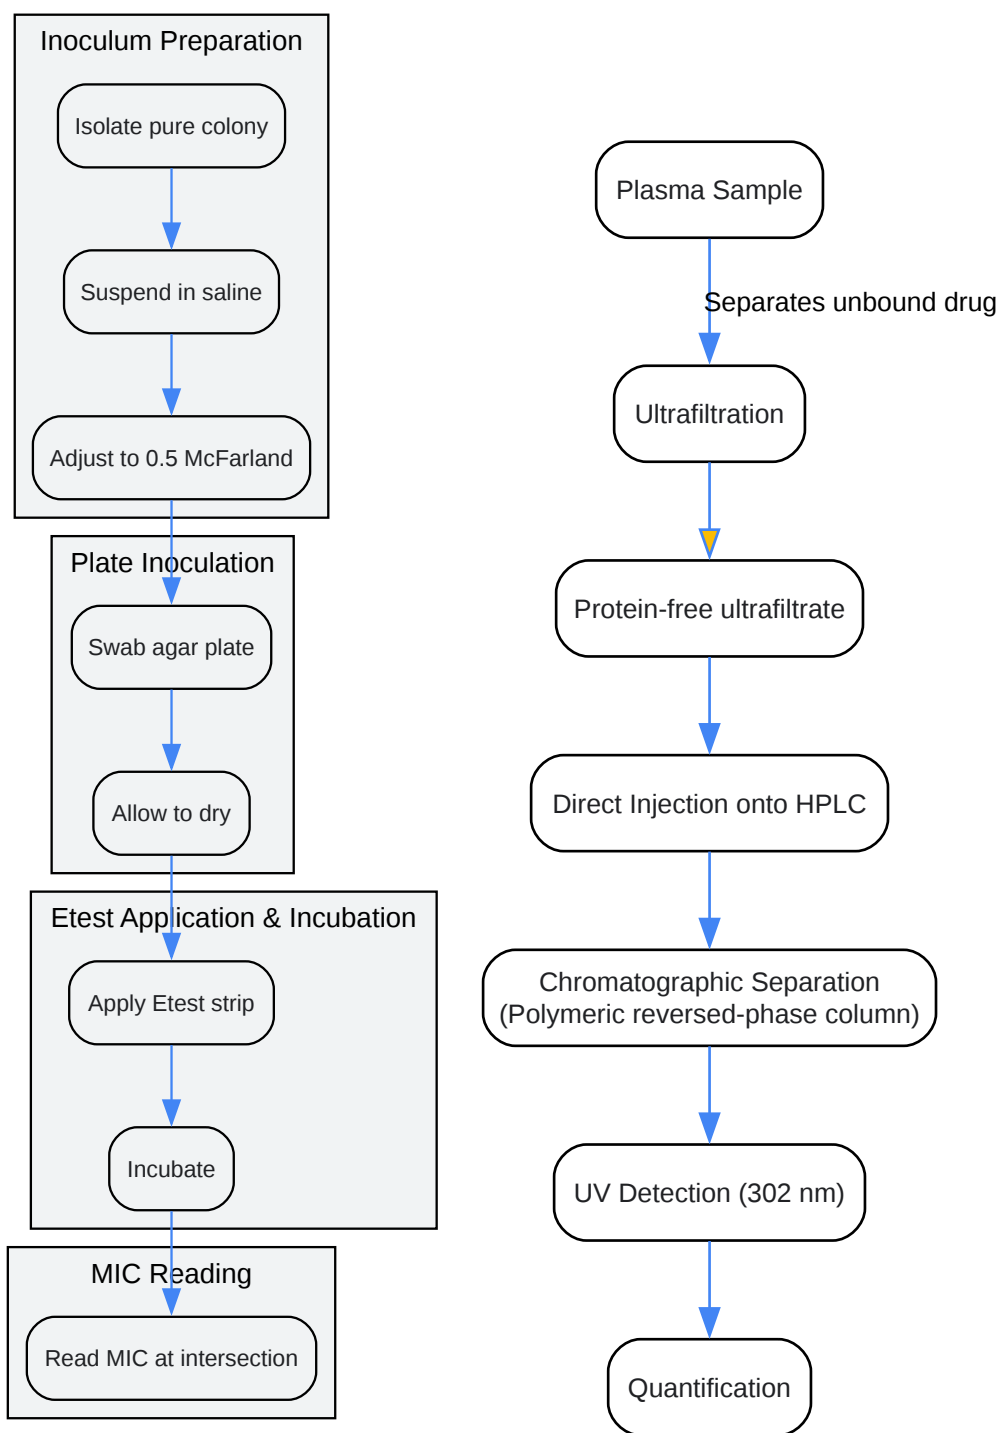 Inoculum Preparation
Isolate pure colony
Suspend in saline
Adjust to 0.5 McFarland
Plate Inoculation
Swab agar plate
Allow to dry
Etest Application & Incubation
Apply Etest strip
Incubate
MIC Reading
Read MIC at intersection
Plasma Sample
Separates unbound drug
Ultrafiltration
Protein-free ultrafiltrate
Direct Injection onto HPLC
Chromatographic Separation
(Polymeric reversed-phase column)
UV Detection (302 nm)
Quantification